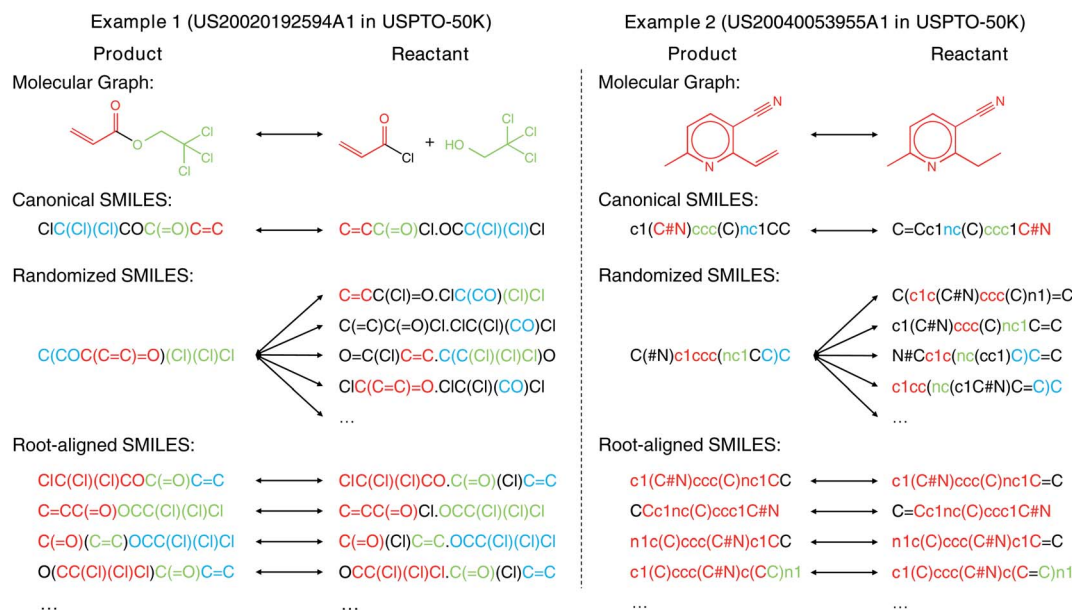 Example 1 (US20020192594A1 in USPTO-50K)
Product
Reactant
Molecular Graph:
O
O
Cl
Cl
Cl
O
Cl
+
HO
Cl
Cl
Cl
Canonical SMILES:
ClC(Cl)(Cl)COC(=O)C=C
C=CC(=O)Cl.OCC(Cl)(Cl)Cl
Randomized SMILES:
C(COC(C=C)=O)(Cl)(Cl)Cl
C=CC(Cl)=O.ClC(CO)(Cl)Cl
C(=C)C(=O)Cl.ClC(Cl)(CO)Cl
O=C(Cl)C=C.C(C(Cl)(Cl)Cl)O
ClC(C=C)=O.ClC(Cl)(CO)Cl
...
Root-aligned SMILES:
ClC(Cl)(Cl)COC(=O)C=C
ClC(Cl)(Cl)CO.C(=O)(Cl)C=C
C=CC(=O)OCC(Cl)(Cl)Cl
C=CC(=O)Cl.OCC(Cl)(Cl)Cl
C(=O)(C=C)OCC(Cl)(Cl)Cl
C(=O)(Cl)C=C.OCC(Cl)(Cl)Cl
O(CC(Cl)(Cl)Cl)C(=O)C=C
OCC(Cl)(Cl)Cl.C(=O)(Cl)C=C
...
...
Example 2 (US20040053955A1 in USPTO-50K)
Product
Reactant
Molecular Graph:
N
N
N
N
Canonical SMILES:
c1(C#N)ccc(C)nc1CC
C=Cc1nc(C)ccc1C#N
Randomized SMILES:
C(#N)c1ccc(nc1CC)C
C(c1c(C#N)ccc(C)n1)=C
c1(C#N)ccc(C)nc1C=C
N#Cc1c(nc(cc1)C)C=C
c1cc(nc(c1C#N)C=C)C
...
Root-aligned SMILES:
c1(C#N)ccc(C)nc1CC
c1(C#N)ccc(C)nc1C=C
CCc1nc(C)ccc1C#N
C=Cc1nc(C)ccc1C#N
n1c(C)ccc(C#N)c1CC
n1c(C)ccc(C#N)c1C=C
c1(C)ccc(C#N)c(CC)n1
c1(C)ccc(C#N)c(C=C)n1
...
...